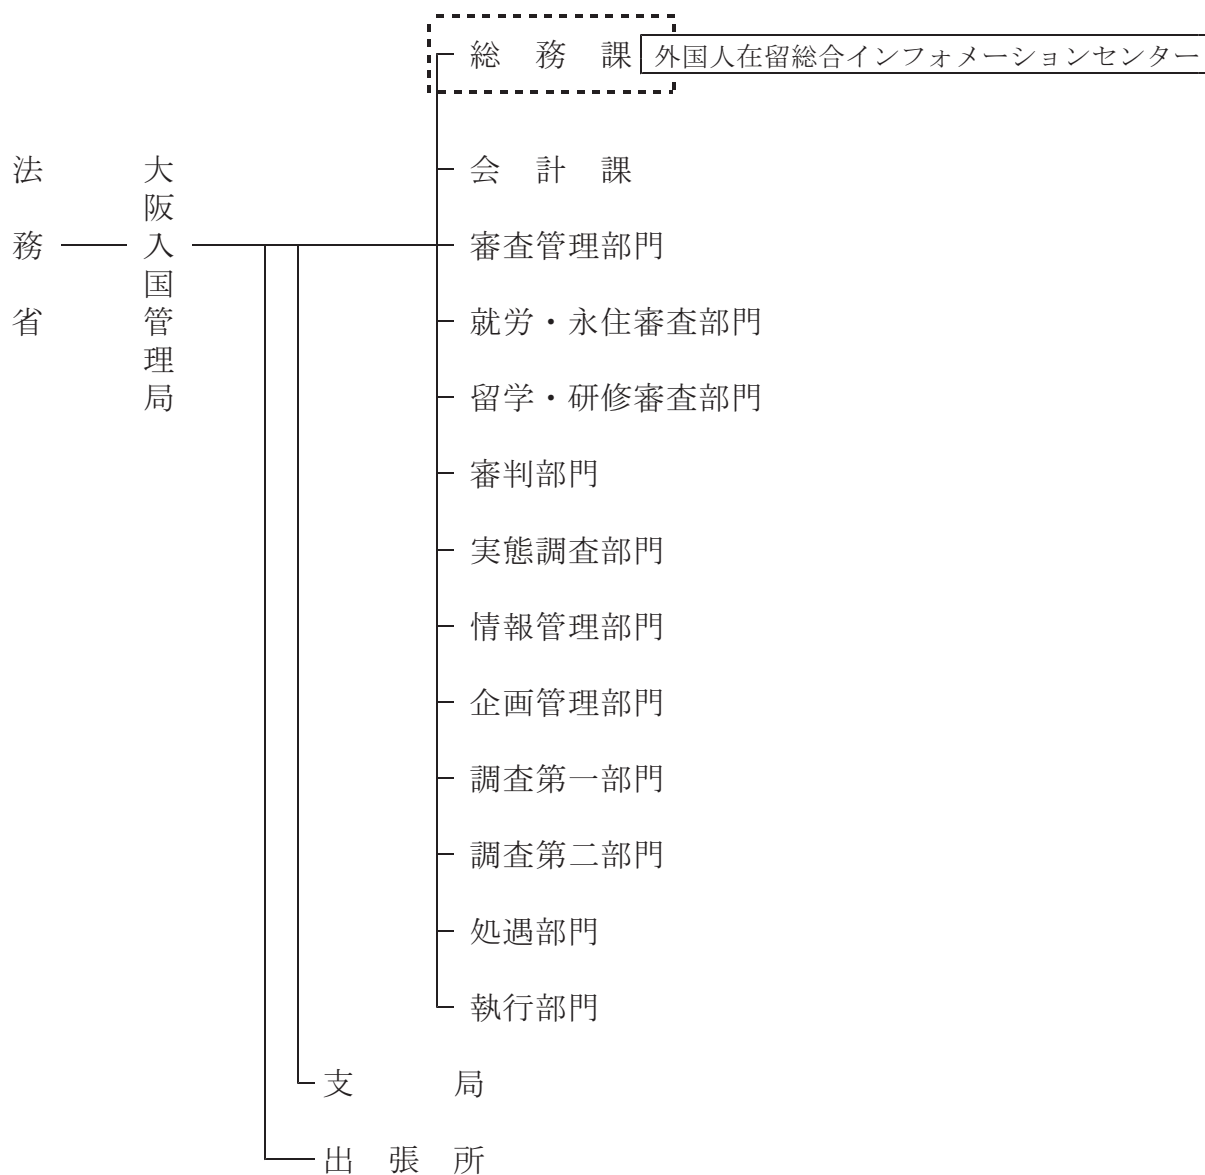 法務省
大阪入国管理局
総務課 外国人在留総合インフォメーションセンター
会計課
審査管理部門
就労・永住審査部門
留学・研修審査部門
審判部門
実態調査部門
情報管理部門
企画管理部門
調査第一部門
調査第二部門
処遇部門
執行部門
支局
出張所